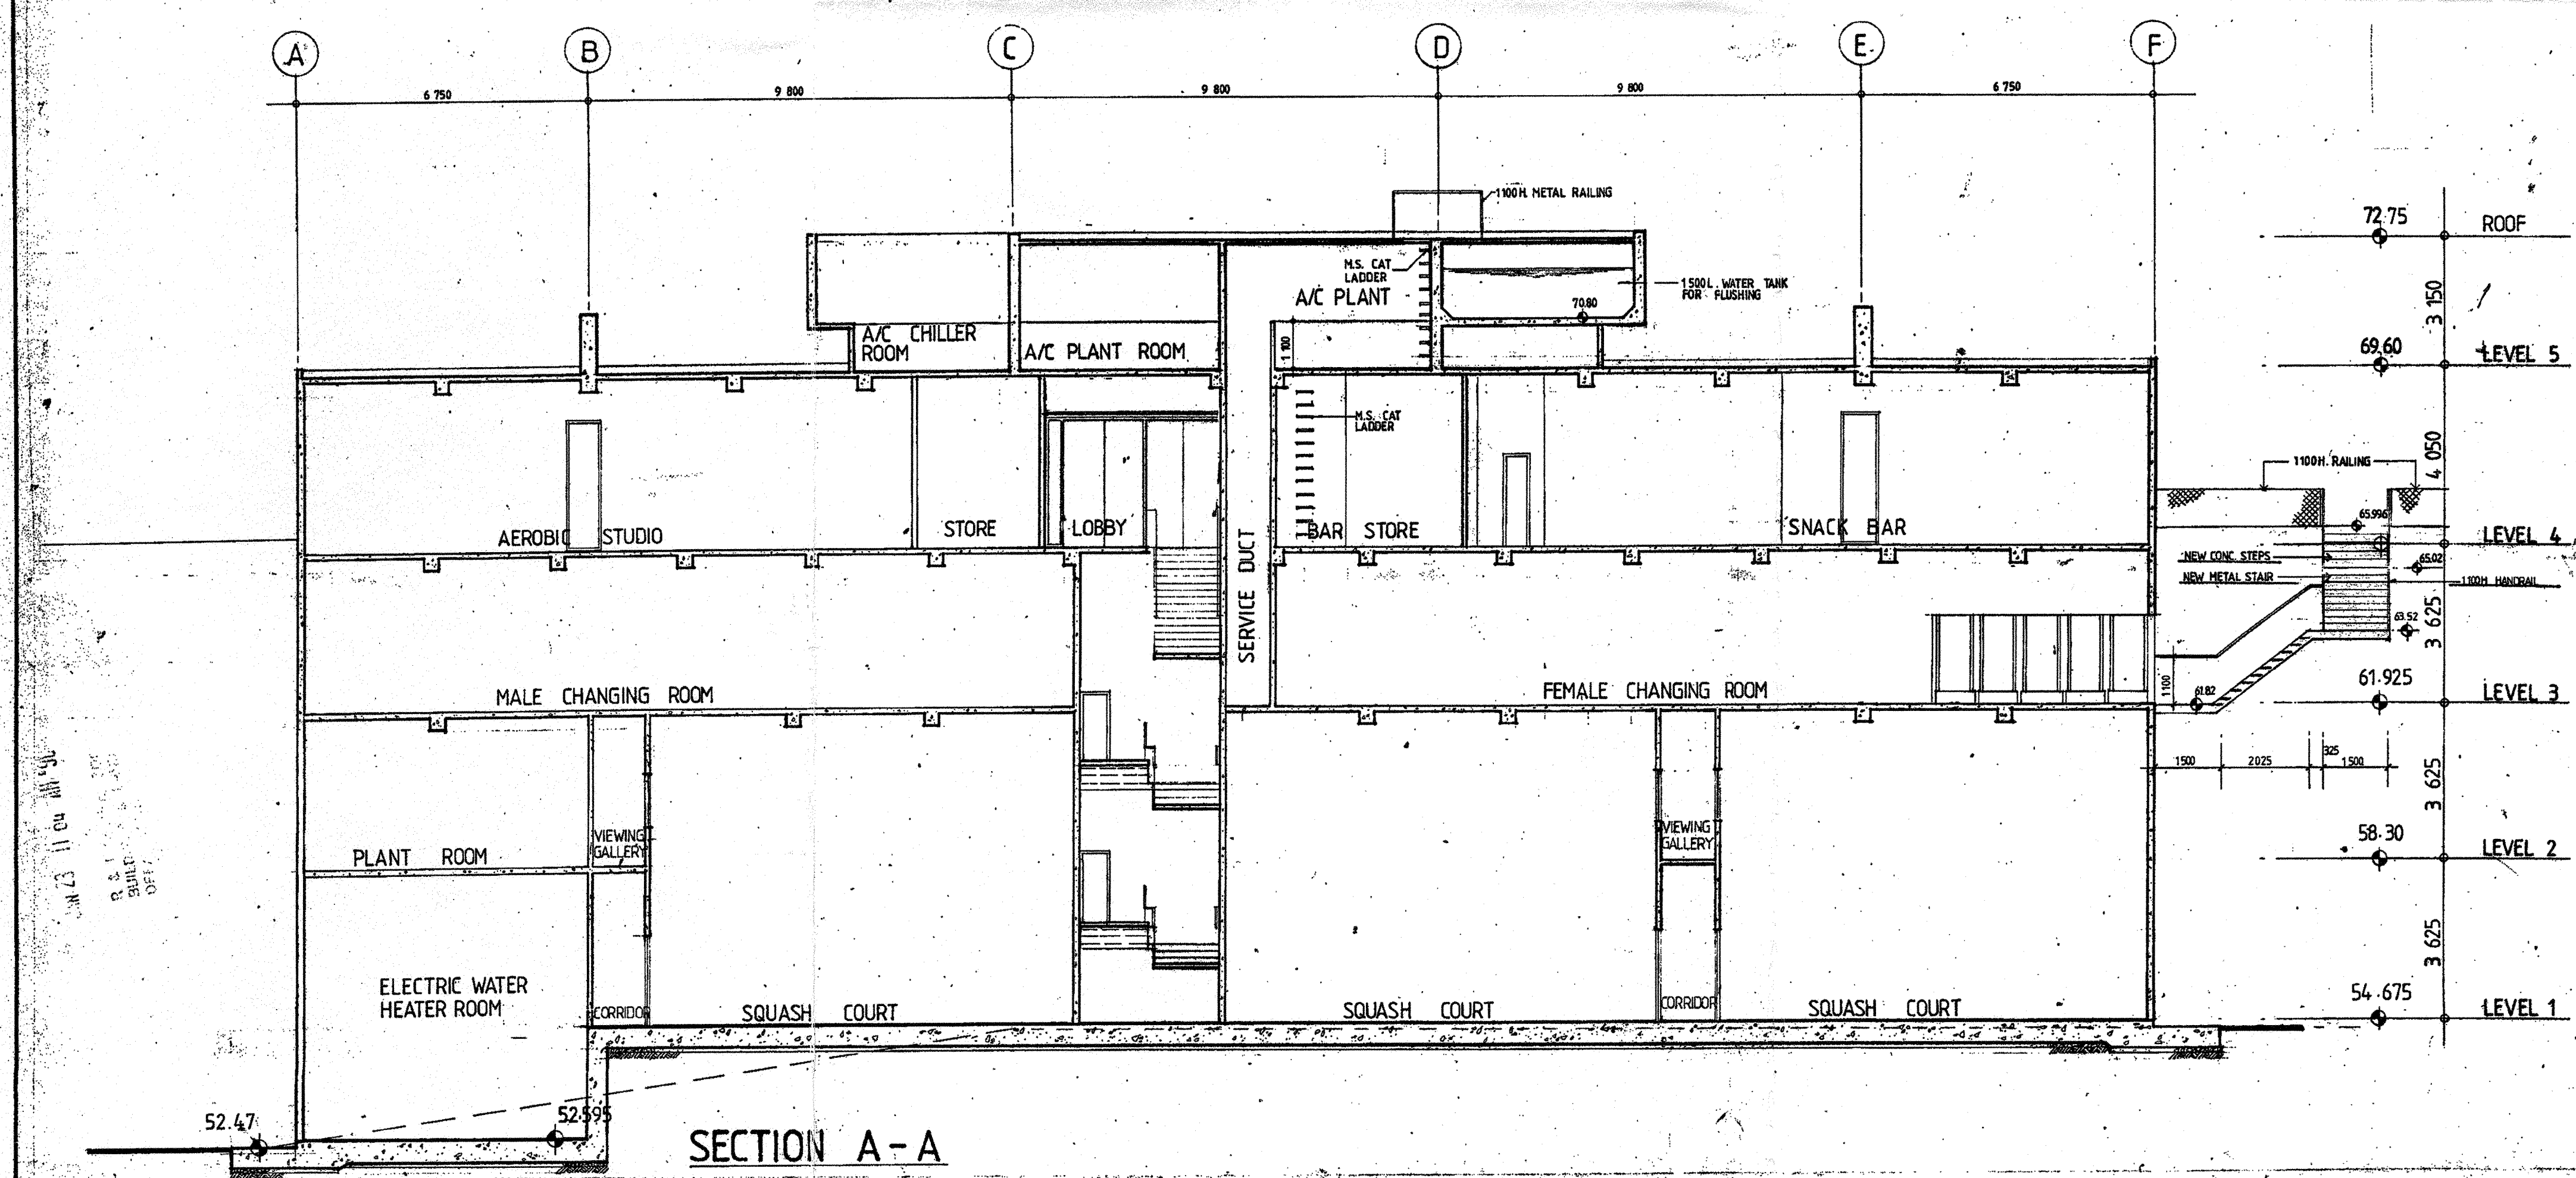 A B C D E F
6 750 9 800 9 800 9 800 6 750
1100 H. METAL RAILING
72.75 ROOF
M.S. CAT
LADDER
A/C PLANT
1 500 L. WATER TANK
FOR FLUSHING
70.80
3 150
A/C CHILLER
ROOM
A/C PLANT ROOM
1 100
69.60 LEVEL 5
M.S. CAT
LADDER
4 050
1100 H. RAILING
65.996
AEROBIC STUDIO
STORE
LOBBY
SERVICE DUCT
BAR STORE
SNACK BAR
LEVEL 4
NEW CONC. STEPS
65.02
NEW METAL STAIR
1100 H HANDRAIL
3 625
63.52
MALE CHANGING ROOM
FEMALE CHANGING ROOM
1100
61.82
61.925 LEVEL 3
1500 2025 325 1500
3 625
PLANT ROOM
VIEWING
GALLERY
VIEWING
GALLERY
58.30 LEVEL 2
3 625
ELECTRIC WATER
HEATER ROOM
CORRIDOR
SQUASH COURT
SQUASH COURT
CORRIDOR
SQUASH COURT
54.675 LEVEL 1
52.47
52.595
SECTION A-A